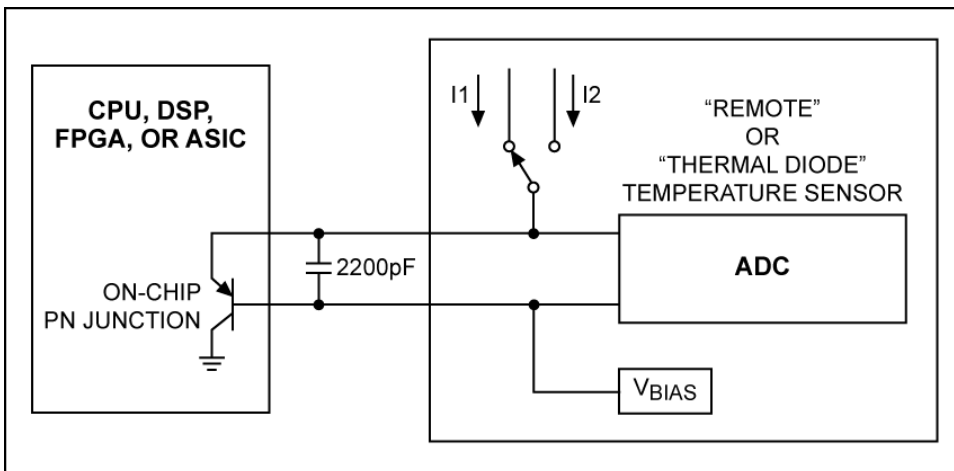 CPU, DSP,
FPGA, OR ASIC
ON-CHIP
PN JUNCTION
2200pF
I1
I2
“REMOTE”
OR
“THERMAL DIODE”
TEMPERATURE SENSOR
ADC
VBIAS